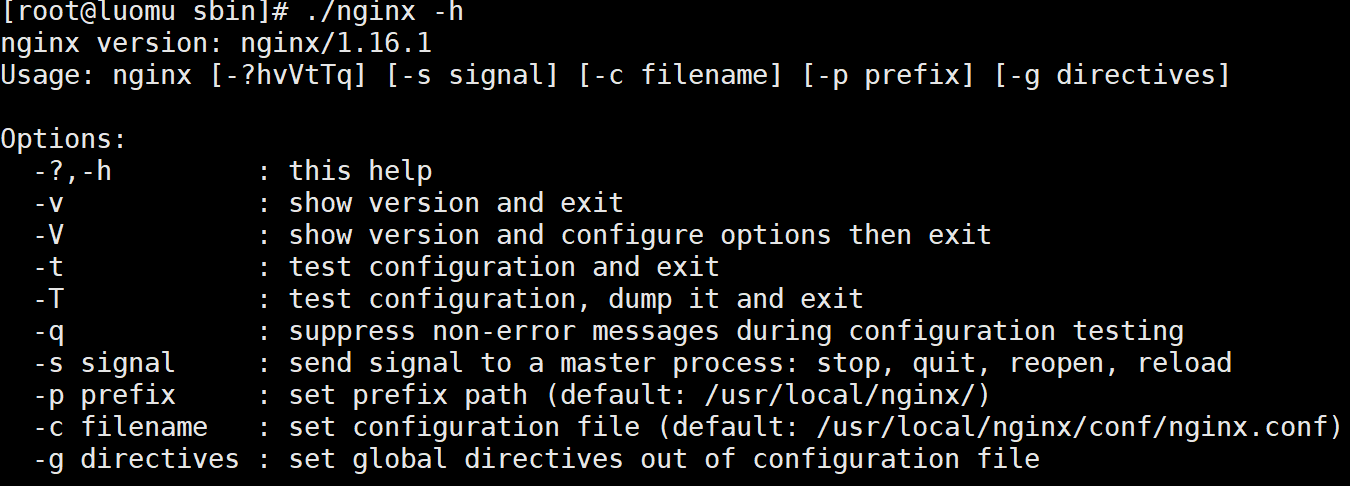 [root@luomu sbin]# ./nginx -h
nginx version: nginx/1.16.1
Usage: nginx [-?hvVtTq] [-s signal] [-c filename] [-p prefix] [-g directives]

Options:
  -?,-h         : this help
  -v            : show version and exit
  -V            : show version and configure options then exit
  -t            : test configuration and exit
  -T            : test configuration, dump it and exit
  -q            : suppress non-error messages during configuration testing
  -s signal     : send signal to a master process: stop, quit, reopen, reload
  -p prefix     : set prefix path (default: /usr/local/nginx/)
  -c filename   : set configuration file (default: /usr/local/nginx/conf/nginx.conf)
  -g directives : set global directives out of configuration file